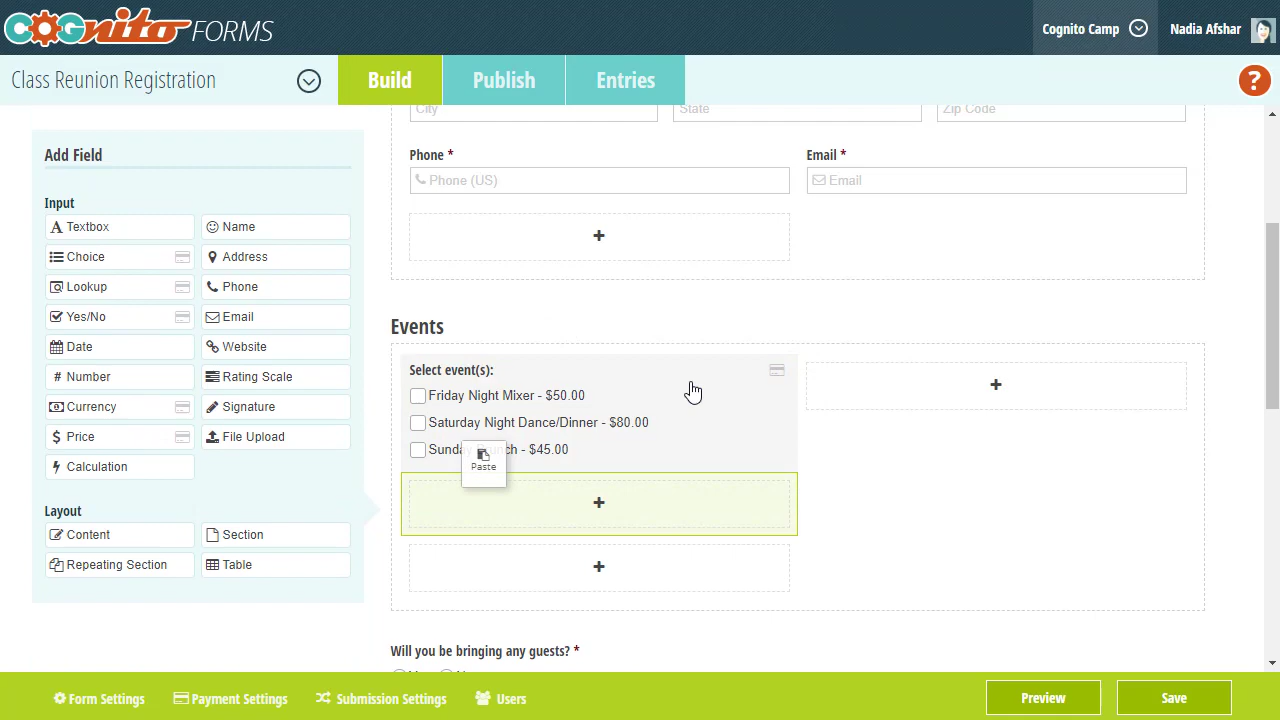 COGnito FORMS
Cognito Camp
Nadia Afshar
Class Reunion Registration
Build
Publish
Entries
?
City
State
Zip Code
Add Field
Phone *
Email *
Phone (US)
Email
Input
Textbox
Name
Choice
Address
Lookup
Phone
Yes/No
Email
Date
Website
# Number
Rating Scale
Currency
Signature
$ Price
File Upload
Calculation
Layout
Content
Section
Repeating Section
Table
Events
Select event(s):
Friday Night Mixer - $50.00
Saturday Night Dance/Dinner - $80.00
Sunday - $45.00
Paste
Will you be bringing any guests? *
Form Settings
Payment Settings
Submission Settings
Users
Preview
Save